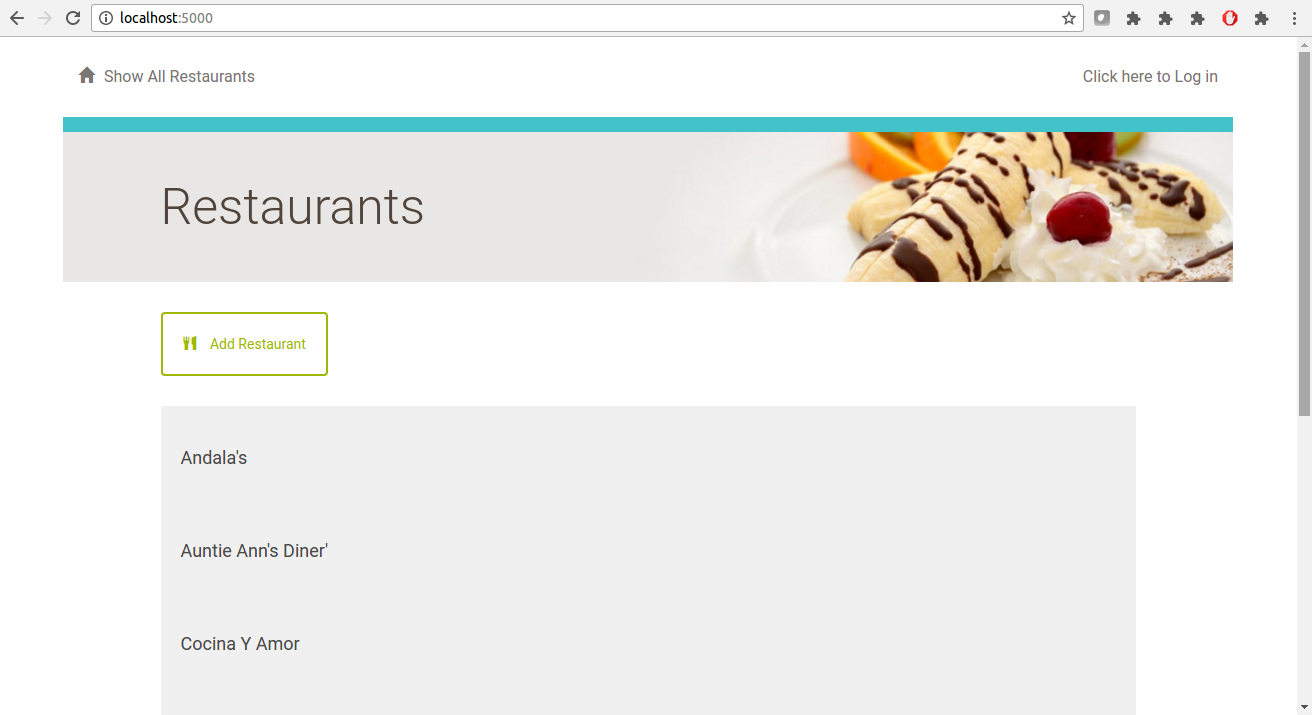 localhost:5000
Show All Restaurants
Click here to Log in
Restaurants
Add Restaurant
Andala's
Auntie Ann's Diner'
Cocina Y Amor